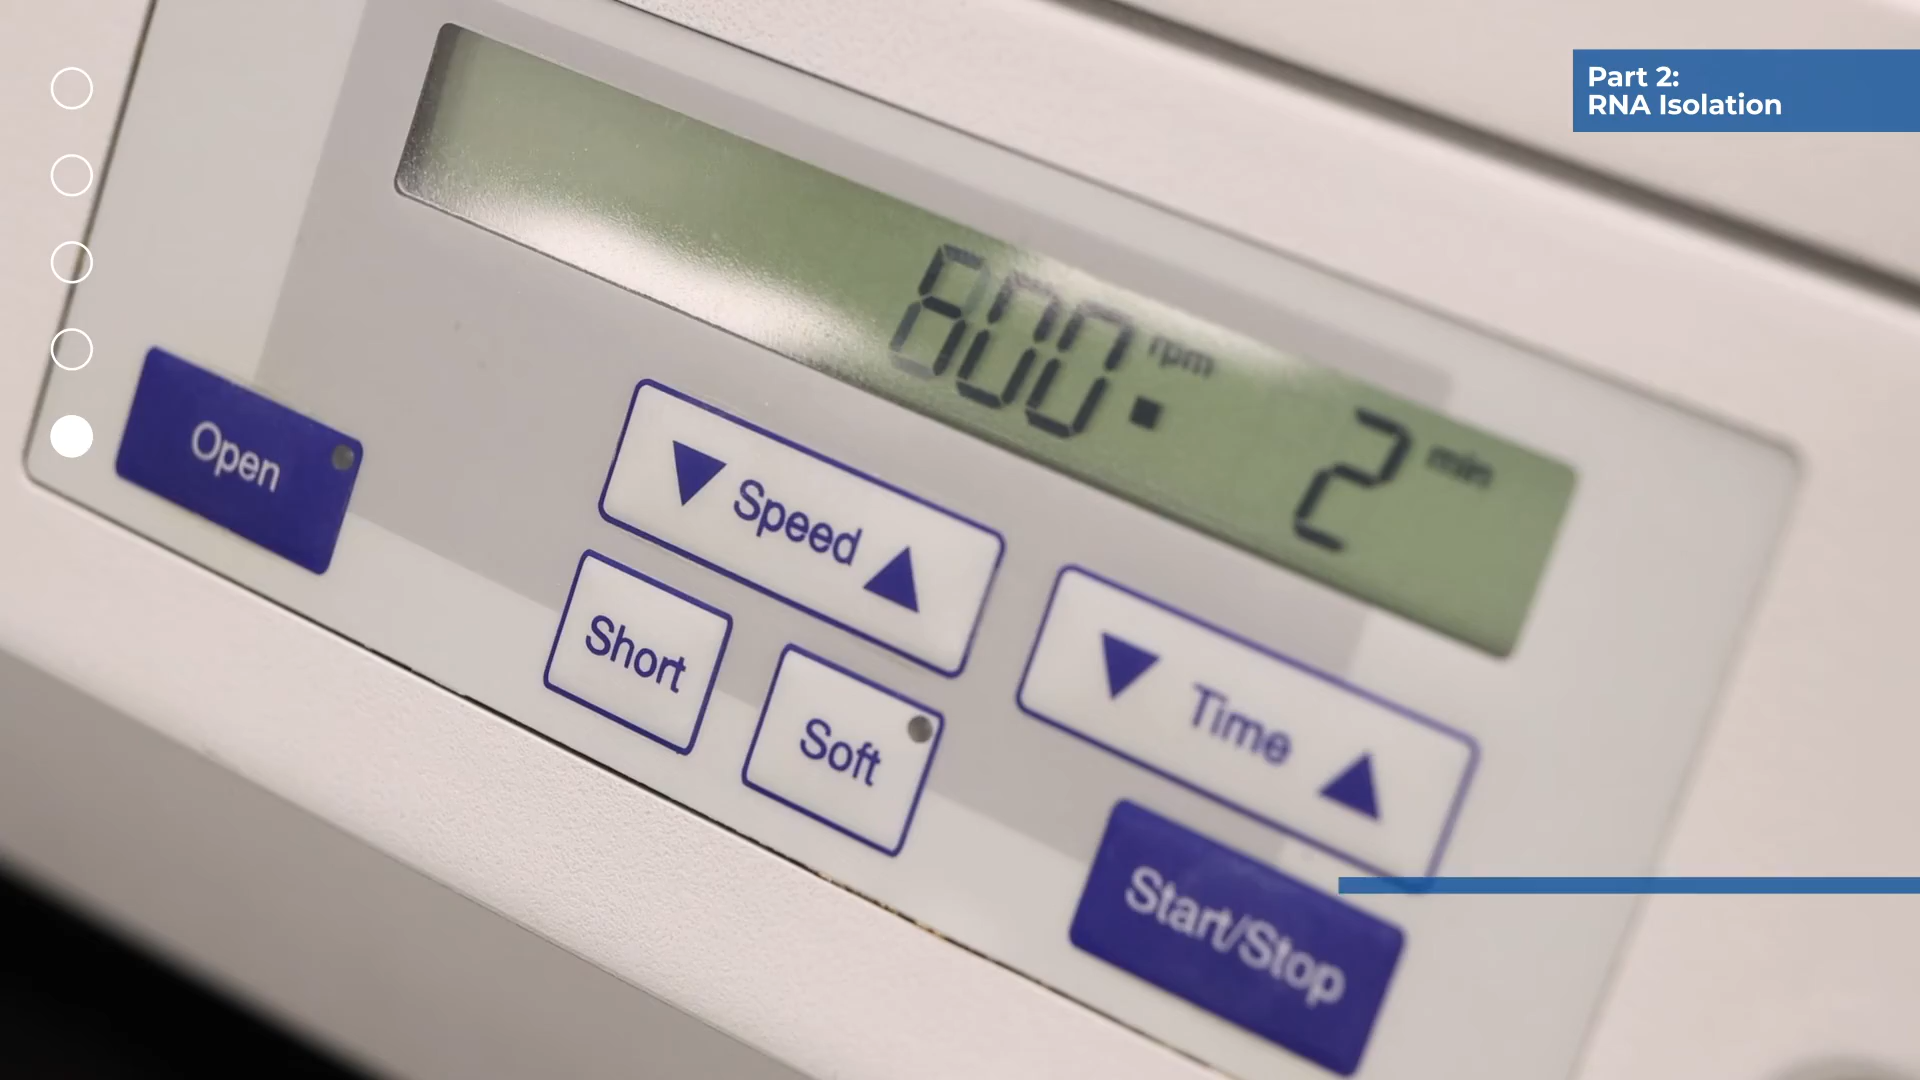 Part 2:
RNA Isolation
800 rpm
2 min
Open
Speed
Short
Soft
Time
Start/Stop